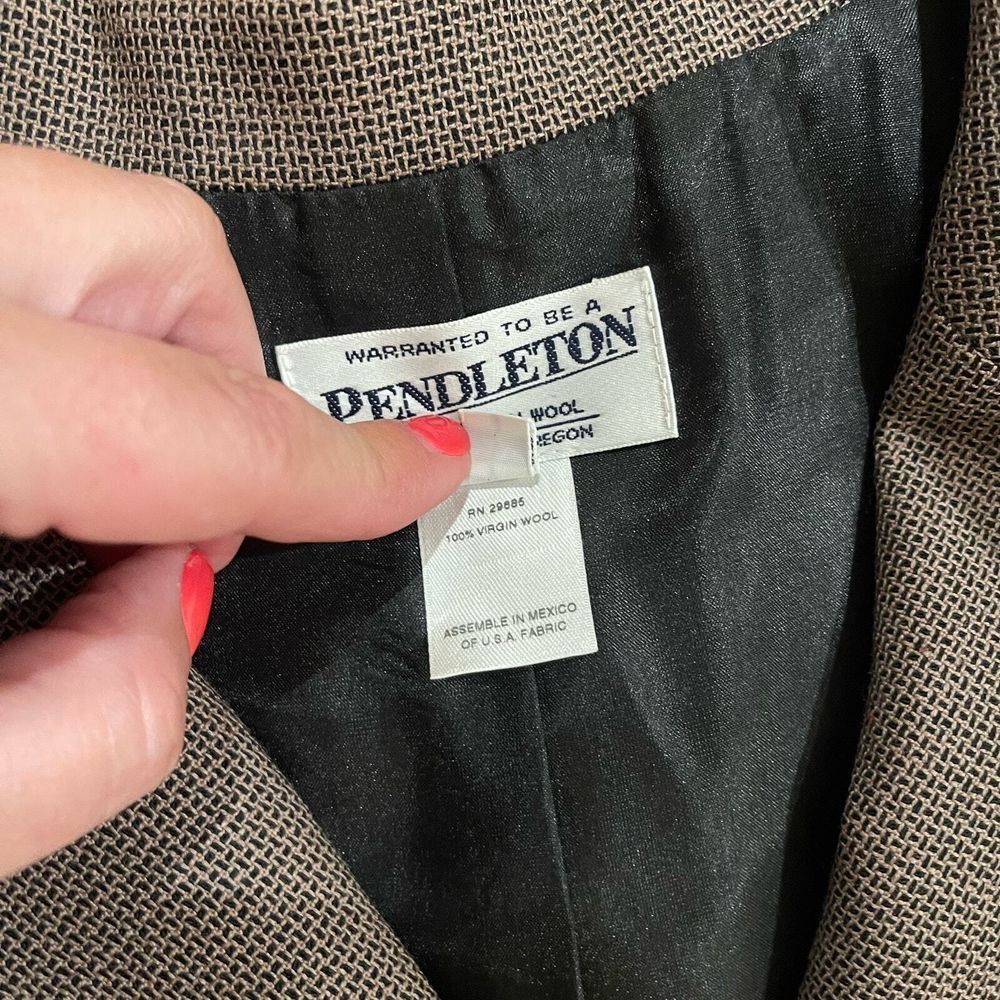 WARRANTED TO BE A
PENDLETON
WOOL
REGON
RN 29685
100% VIRGIN WOOL
ASSEMBLE IN MEXICO
OF U.S.A. FABRIC